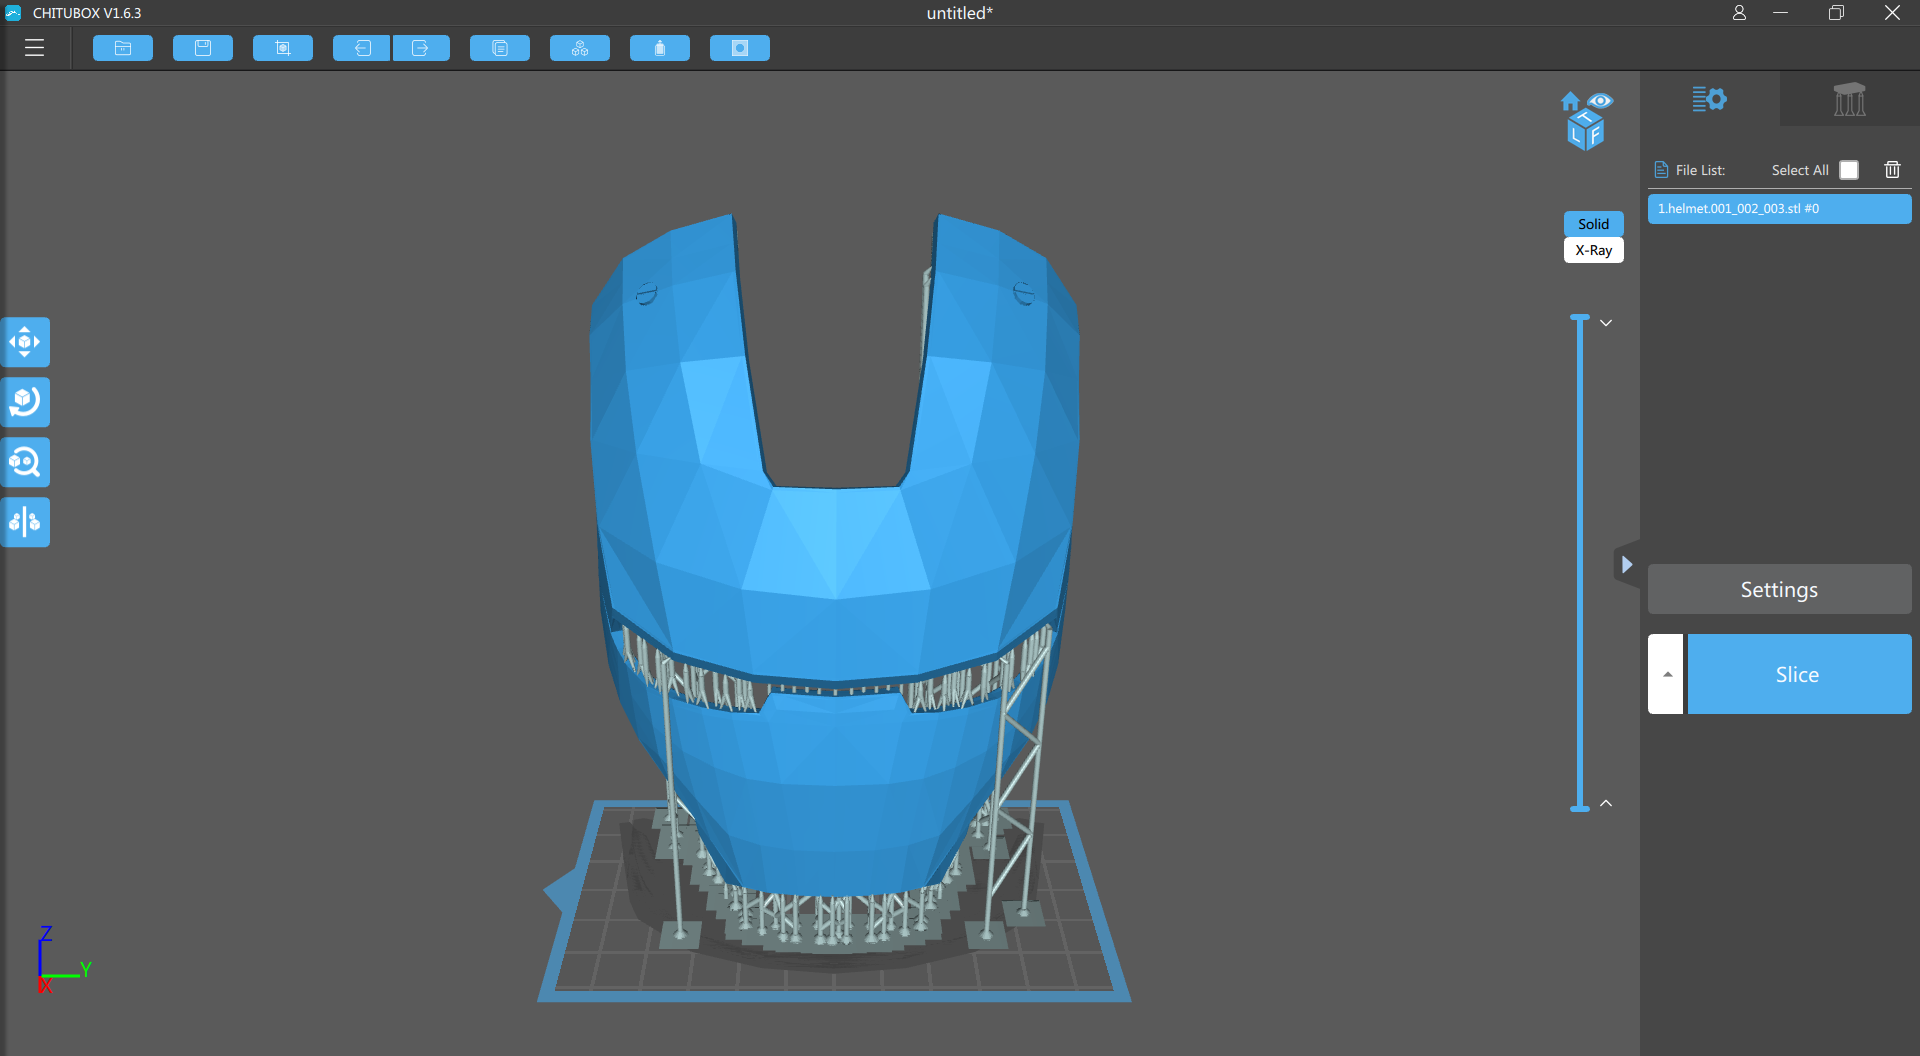 CHITUBOX V1.6.3
untitled*
T
L F
File List:
Select All
1.helmet.001_002_003.stl #0
Solid
X-Ray
Settings
Slice
Z
Y
X